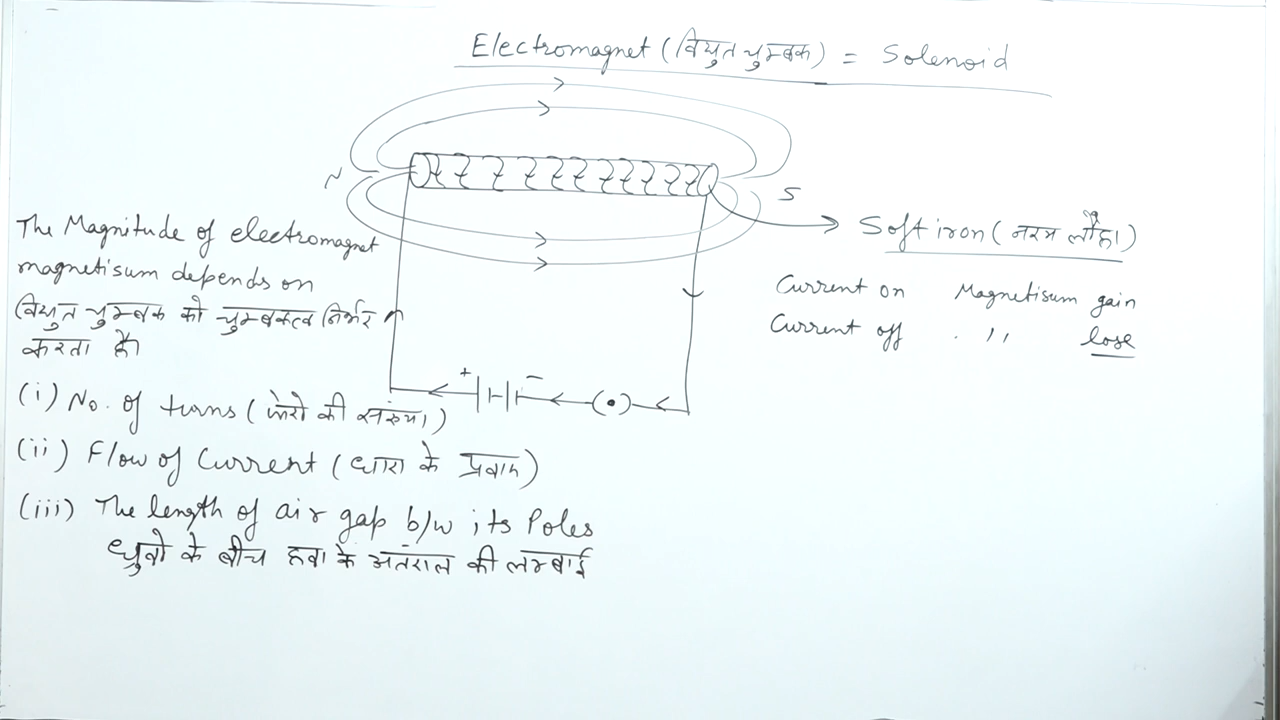 Electromagnet (विद्युत चुम्बक) = Solenoid
N
S
Soft iron (नरम लौहा)
Current on Magnetisum gain
Current off . ,, lose
The Magnitude of electromagnet
magnetisum depends on
विद्युत चुम्बक को चुम्बकत्व निर्भर
करता है
+ -
(•)
(i) No. of turns (फेरो की संख्या)
(ii) Flow of Current (धारा के प्रवाह)
(iii) The length of air gap b/w its Poles
ध्रुवो के बीच हवा के अतंराल की लम्बाई